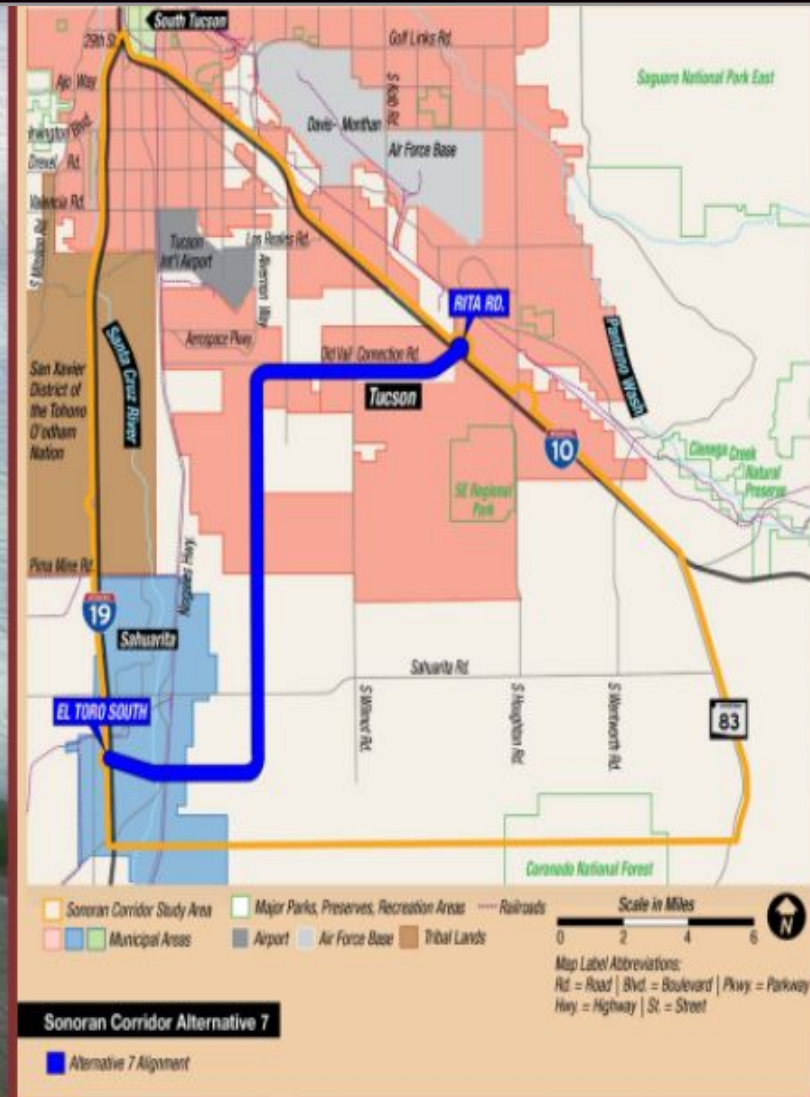 South Tucson
29th St.
Golf Links Rd.
Ajo Way
S Kolb Rd.
Saguaro National Park East
Irvington Blvd.
Davis- Monthan
Air Force Base
Drexel Rd.
Valencia Rd.
S Mission Rd.
Tucson
Int'l Airport
Los Reales Rd.
Alvernon Way
RITA RD.
Aerospace Pkwy.
Old Vail Connection Rd.
Santa Cruz River
Pantano Wash
San Xavier
District of
the Tohono
O'odham
Nation
Tucson
10
Cienega Creek
Natural
Preserve
SE Regional
Park
Pima Mine Rd.
Nogales Hwy.
19
Sahuarita
Sahuarita Rd.
EL TORO SOUTH
S Wilmot Rd.
S Houghton Rd.
S Wentworth Rd.
83
Coronado National Forest
Sonoran Corridor Study Area
Major Parks, Preserves, Recreation Areas
Railroads
Municipal Areas
Airport
Air Force Base
Tribal Lands
Scale in Miles
0 2 4 6
N
Map Label Abbreviations:
Rd. = Road | Blvd. = Boulevard | Pkwy. = Parkway
Hwy. = Highway | St. = Street
Sonoran Corridor Alternative 7
Alternative 7 Alignment